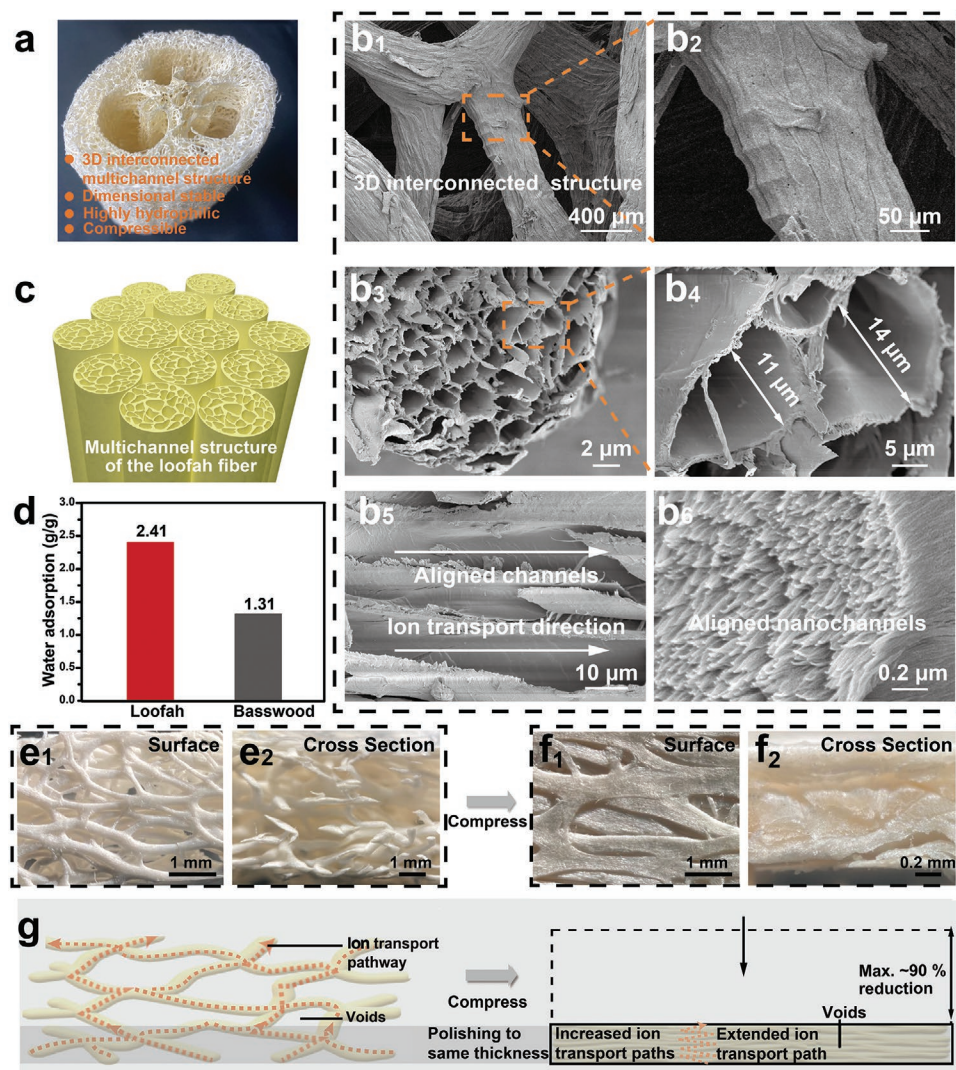 a
3D interconnected
multichannel structure
Dimensional stable
Highly hydrophilic
Compressible
b1
3D interconnected structure
400 μm
b2
50 μm
c
Multichannel structure
of the loofah fiber
b3
2 μm
b4
11 μm
14 μm
5 μm
d
Water adsorption (g/g)
3.0
2.5
2.0
1.5
1.0
0.5
0.0
2.41
1.31
Loofah
Basswood
b5
Aligned channels
Ion transport direction
10 μm
b6
Aligned nanochannels
0.2 μm
e1
Surface
1 mm
e2
Cross Section
1 mm
Compress
f1
Surface
1 mm
f2
Cross Section
0.2 mm
g
Ion transport
pathway
Voids
Compress
Polishing to
same thickness
Max. ~90 %
reduction
Voids
Increased ion
transport paths
Extended ion
transport path